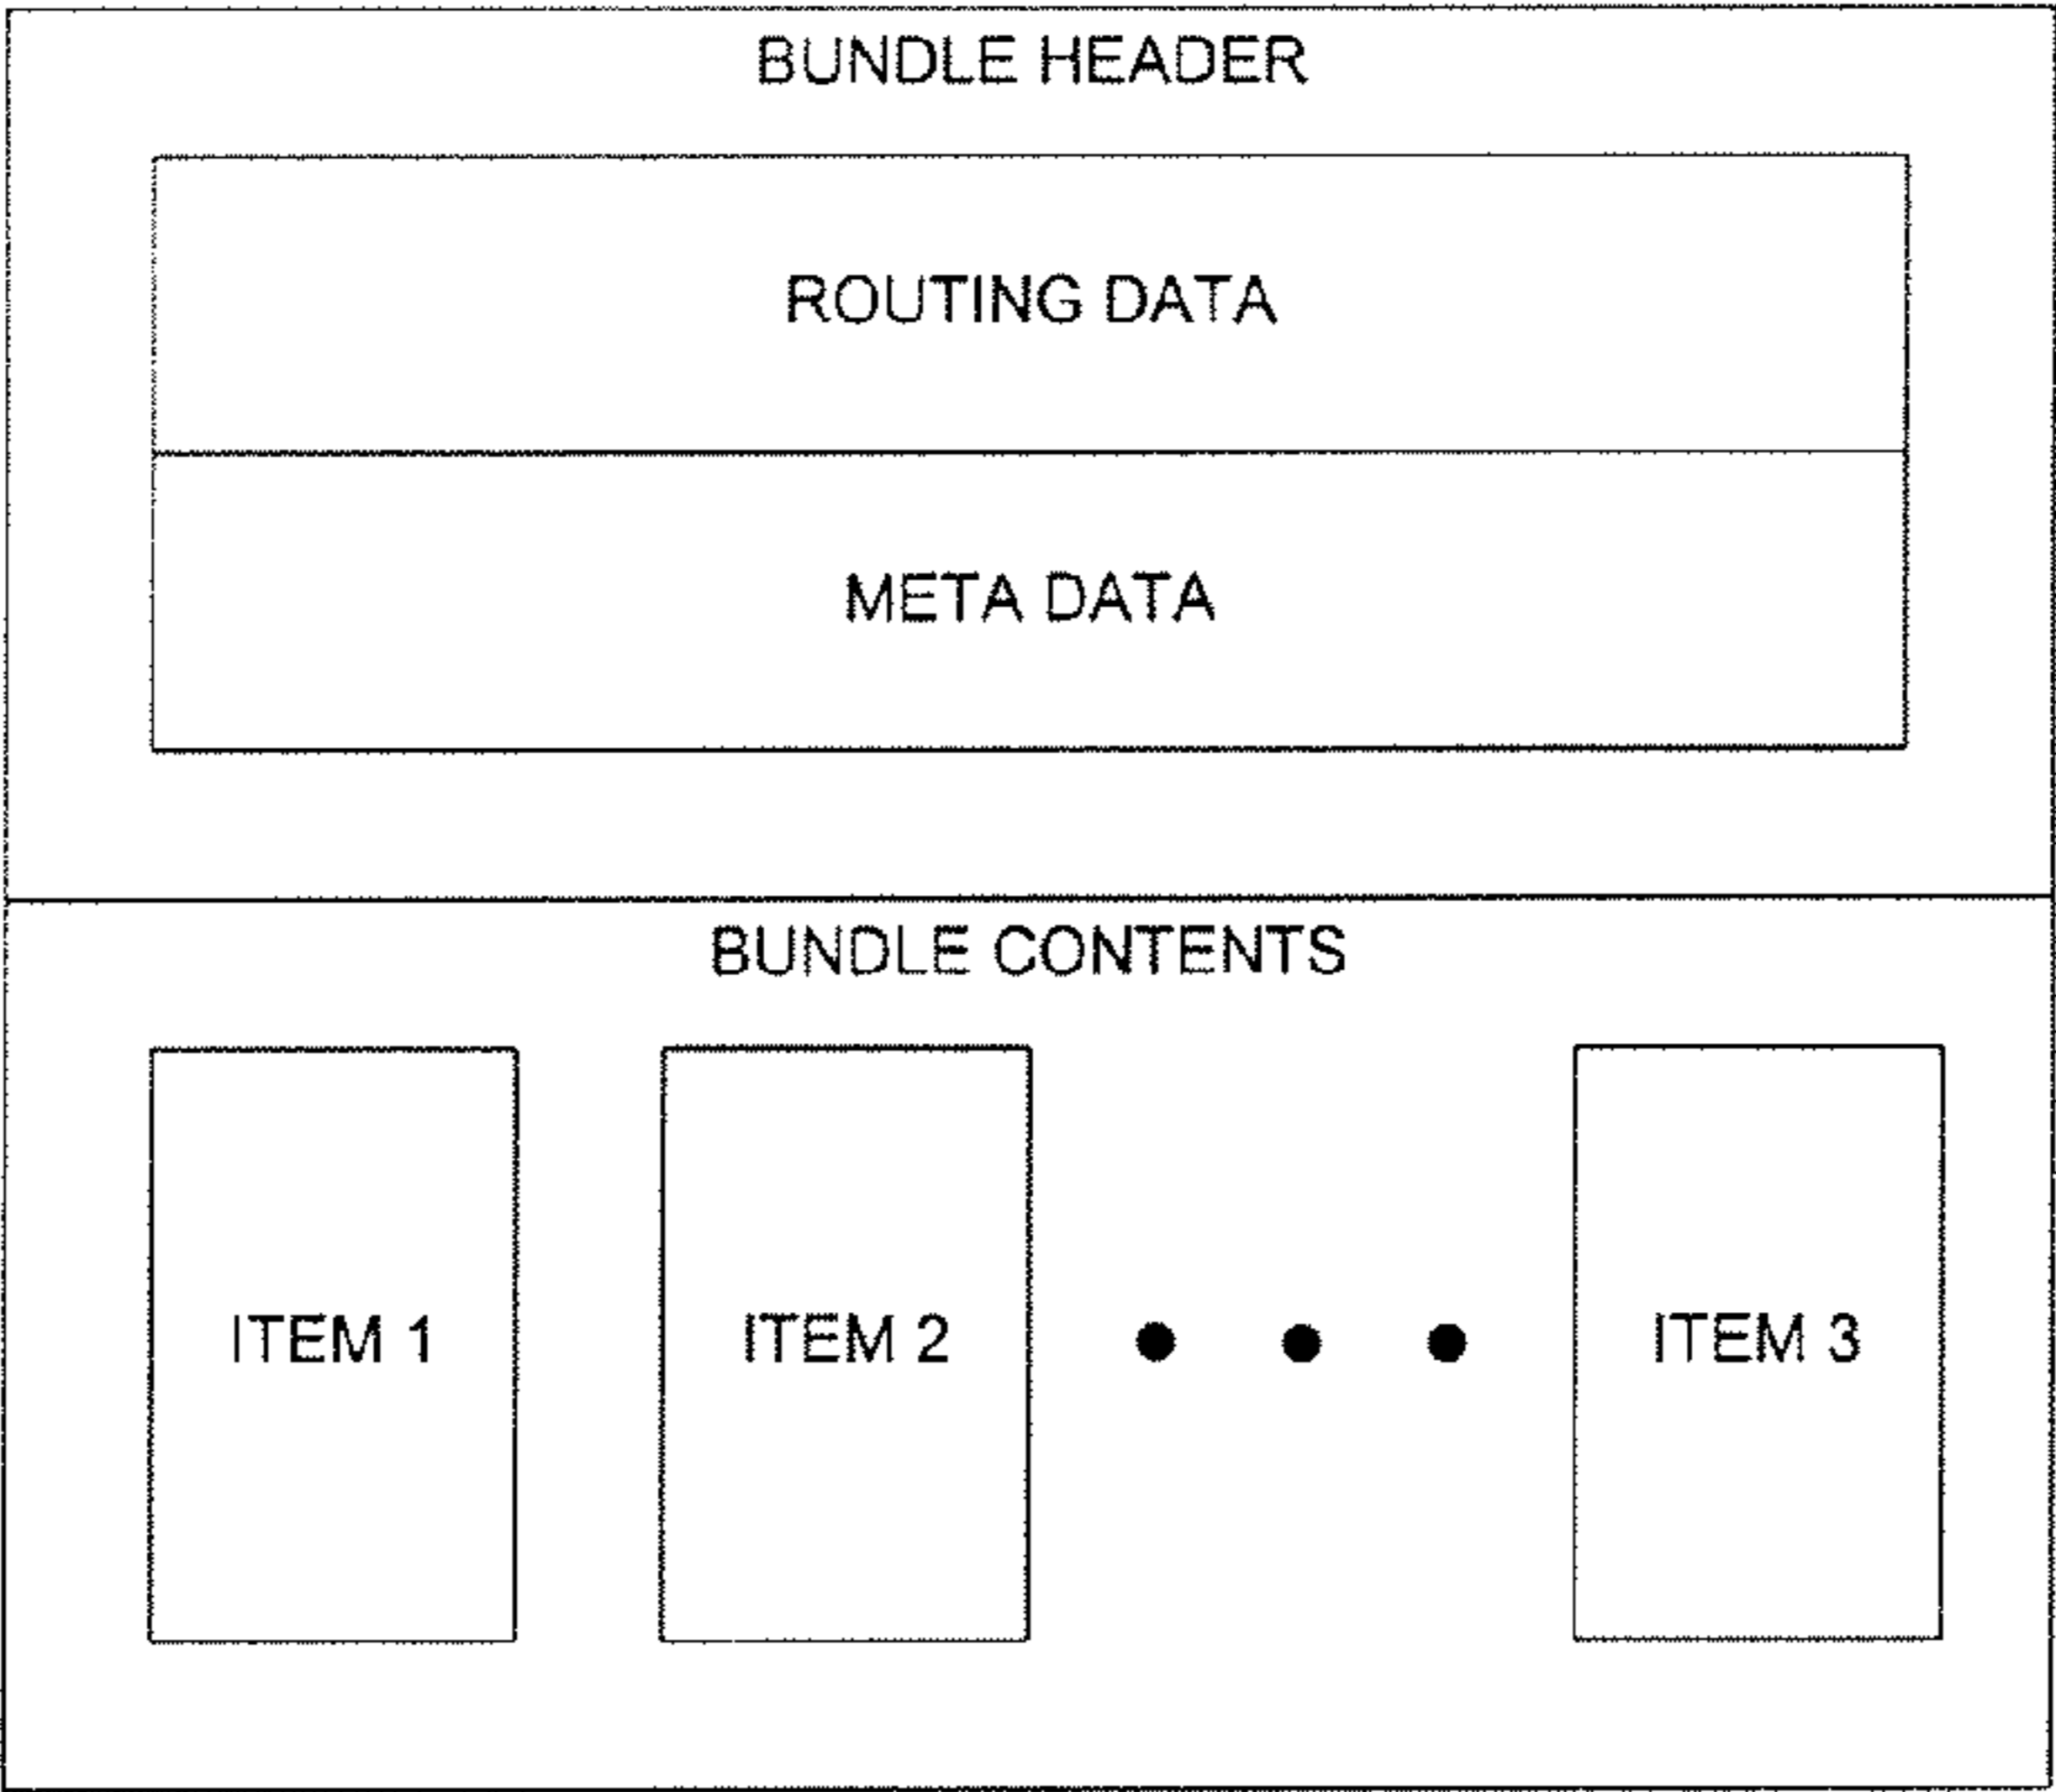 BUNDLE HEADER
ROUTING DATA
META DATA
BUNDLE CONTENTS
ITEM 1 ITEM 2 ITEM 3